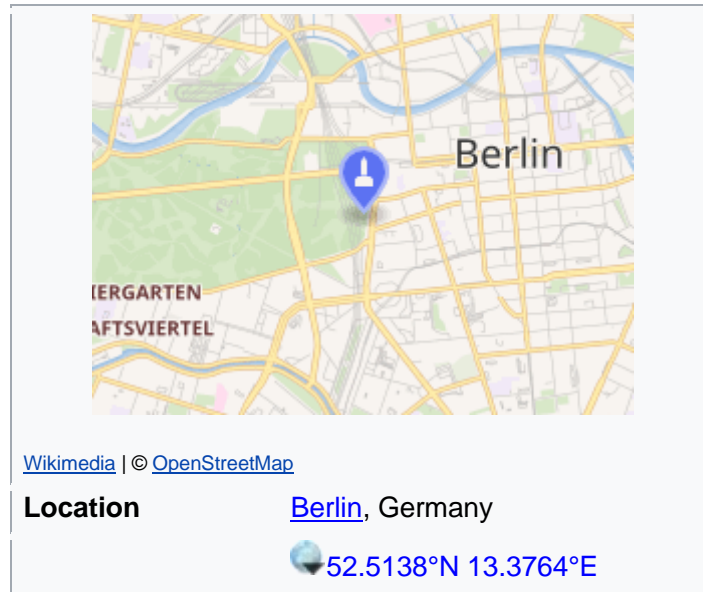 Berlin
IERGARTEN
AFTSVIERTEL
Wikimedia | © OpenStreetMap
Location Berlin, Germany
52.5138°N 13.3764°E